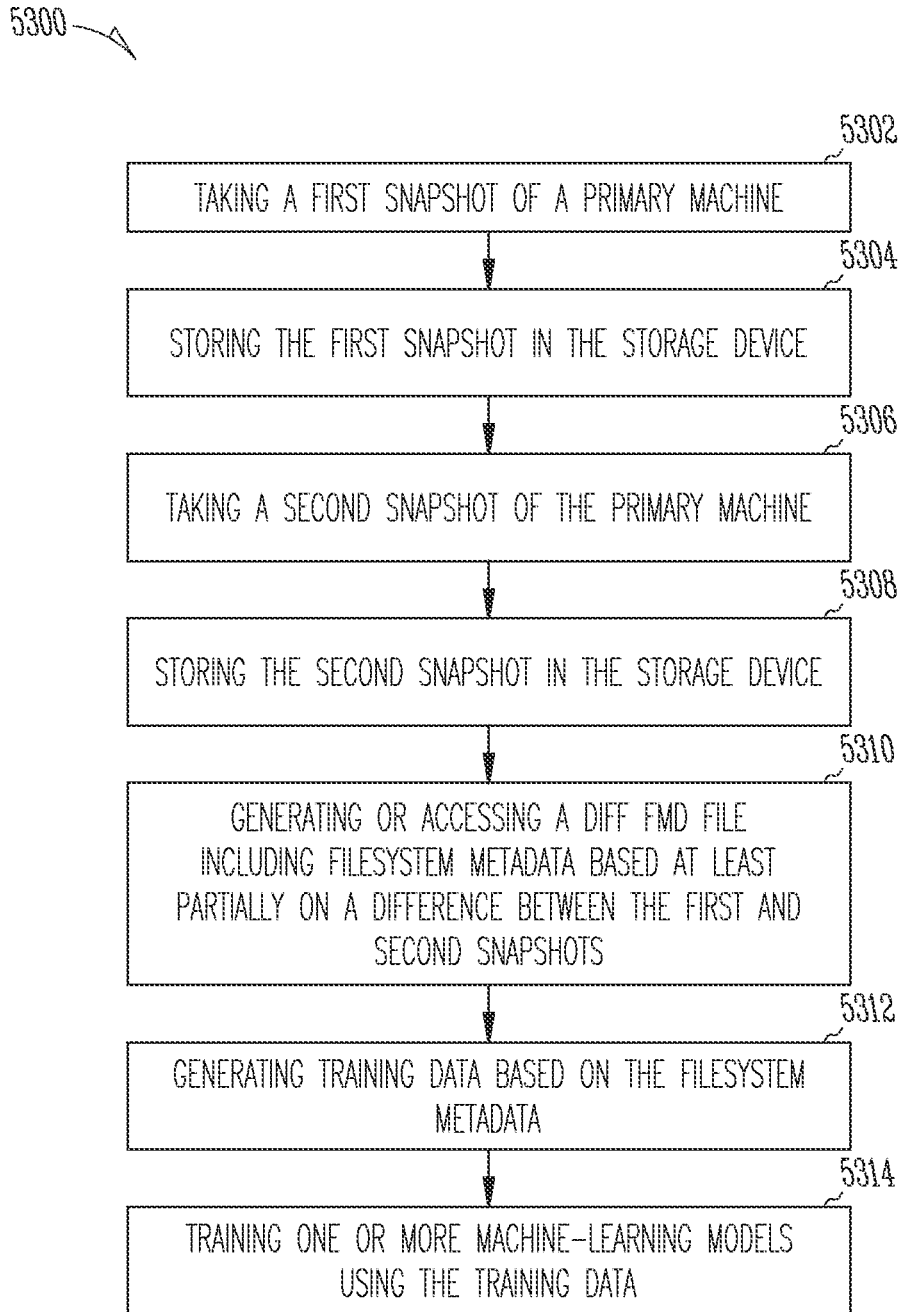 5300
5302
TAKING A FIRST SNAPSHOT OF A PRIMARY MACHINE
5304
STORING THE FIRST SNAPSHOT IN THE STORAGE DEVICE
5306
TAKING A SECOND SNAPSHOT OF THE PRIMARY MACHINE
5308
STORING THE SECOND SNAPSHOT IN THE STORAGE DEVICE
5310
GENERATING OR ACCESSING A DIFF FMD FILE
INCLUDING FILESYSTEM METADATA BASED AT LEAST
PARTIALLY ON A DIFFERENCE BETWEEN THE FIRST AND
SECOND SNAPSHOTS
5312
GENERATING TRAINING DATA BASED ON THE FILESYSTEM
METADATA
5314
TRAINING ONE OR MORE MACHINE-LEARNING MODELS
USING THE TRAINING DATA